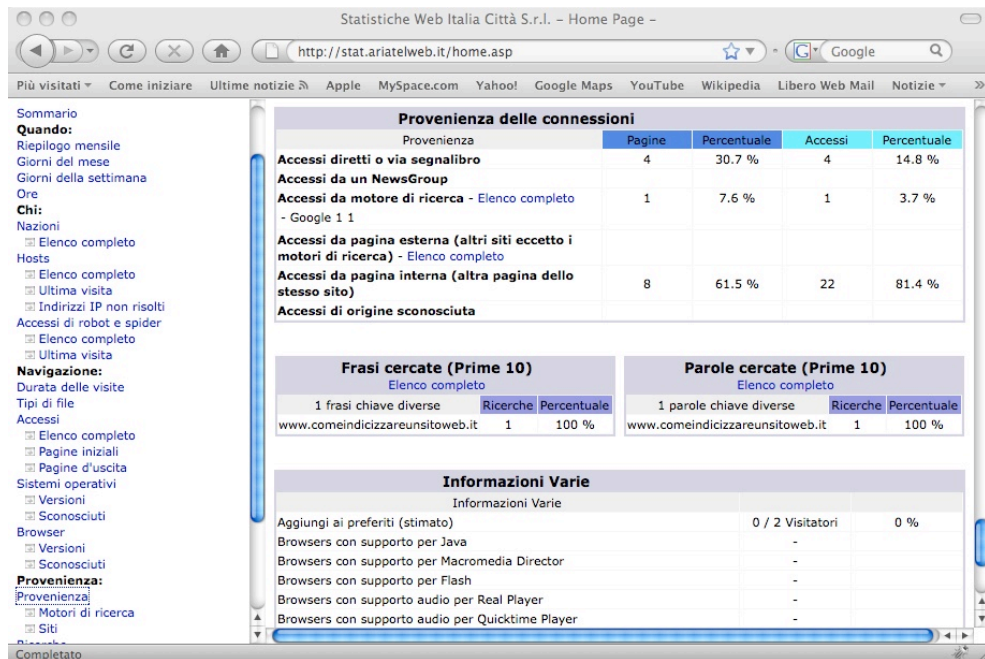 Statistiche Web Italia Città S.r.l. – Home Page –
http://stat.ariatelweb.it/home.asp
Google
Più visitati Come iniziare Ultime notizie Apple MySpace.com Yahoo! Google Maps YouTube Wikipedia Libero Web Mail Notizie
Sommario
Quando:
Riepilogo mensile
Giorni del mese
Giorni della settimana
Ore
Chi:
Nazioni
Elenco completo
Hosts
Elenco completo
Ultima visita
Indirizzi IP non risolti
Accessi di robot e spider
Elenco completo
Ultima visita
Navigazione:
Durata delle visite
Tipi di file
Accessi
Elenco completo
Pagine iniziali
Pagine d'uscita
Sistemi operativi
Versioni
Sconosciuti
Browser
Versioni
Sconosciuti
Provenienza:
Provenienza
Motori di ricerca
Siti
Provenienza delle connessioni
Provenienza Pagine Percentuale Accessi Percentuale
Accessi diretti o via segnalibro 4 30.7 % 4 14.8 %
Accessi da un NewsGroup
Accessi da motore di ricerca - Elenco completo 1 7.6 % 1 3.7 %
- Google 1 1
Accessi da pagina esterna (altri siti eccetto i
motori di ricerca) - Elenco completo
Accessi da pagina interna (altra pagina dello
stesso sito) 8 61.5 % 22 81.4 %
Accessi di origine sconosciuta
Frasi cercate (Prime 10)
Elenco completo
1 frasi chiave diverse Ricerche Percentuale
www.comeindicizzareunsitoweb.it 1 100 %
Parole cercate (Prime 10)
Elenco completo
1 parole chiave diverse Ricerche Percentuale
www.comeindicizzareunsitoweb.it 1 100 %
Informazioni Varie
Informazioni Varie
Aggiungi ai preferiti (stimato) 0 / 2 Visitatori 0 %
Browsers con supporto per Java -
Browsers con supporto per Macromedia Director -
Browsers con supporto per Flash -
Browsers con supporto audio per Real Player -
Browsers con supporto audio per Quicktime Player -
Completato